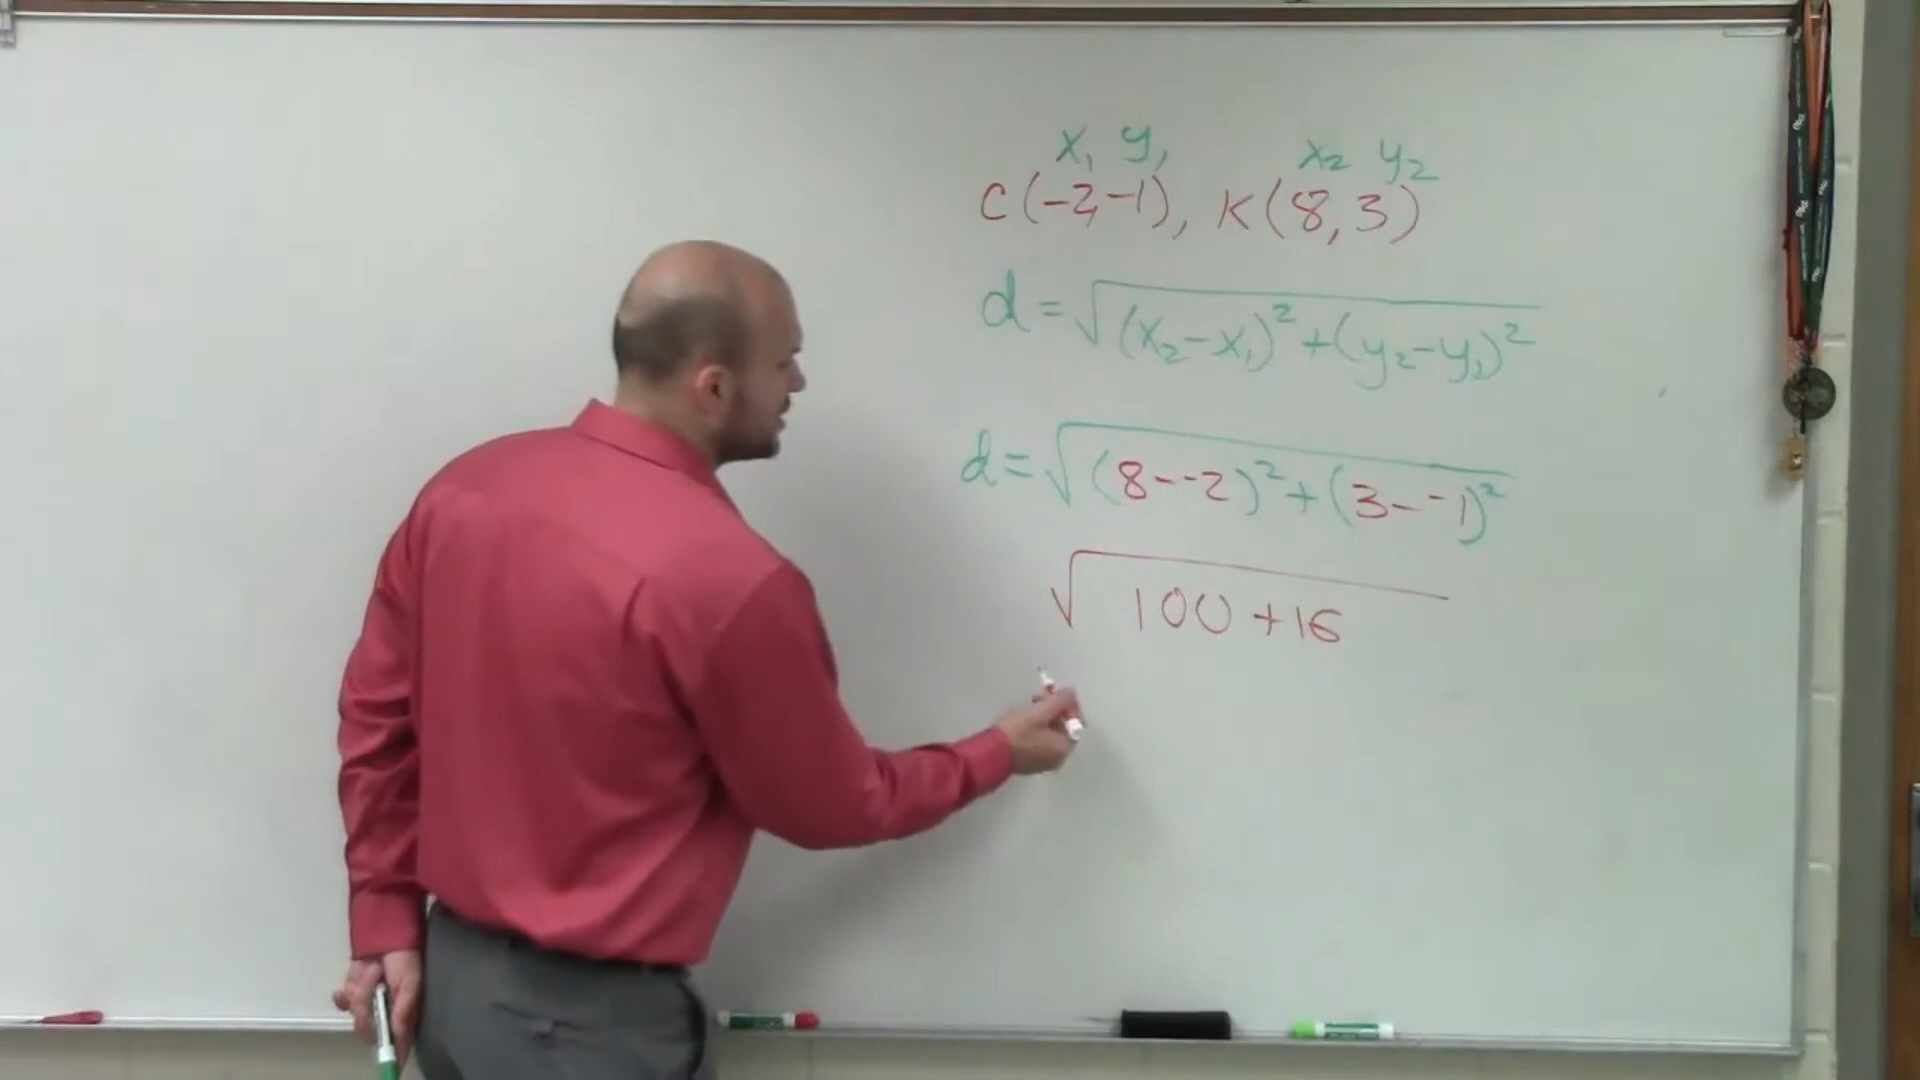 x₁ y₁ x₂ y₂
C(-2,-1), K(8,3)
d=√(x₂-x₁)²+(y₂-y₁)²
d=√(8--2)²+(3--1)²
√100+16